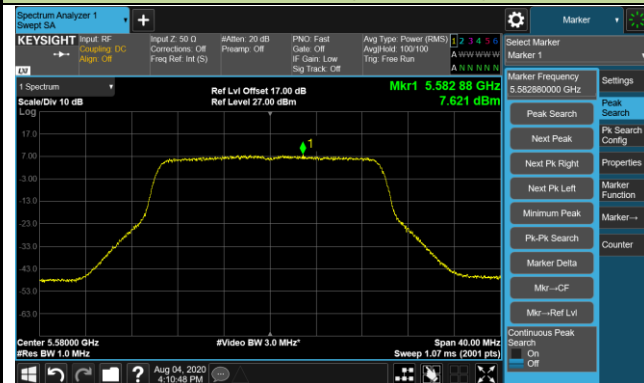 Spectrum Analyzer 1
Swept SA
+
Marker
KEYSIGHT
Input: RF
Coupling: DC
Align: Off
Input Z: 50 Ω
Corrections: Off
Freq Ref: Int (S)
#Atten: 20 dB
Preamp: Off
PNO: Fast
Gate: Off
IF Gain: Low
Sig Track: Off
Avg Type: Power (RMS)
Avg|Hold: 100/100
Trig: Free Run
1 2 3 4 5 6
A W W W W W
A N N N N N
LXI
Select Marker
Marker 1
1 Spectrum
Scale/Div 10 dB
Ref Lvl Offset 17.00 dB
Ref Level 27.00 dBm
Mkr1 5.582 88 GHz
7.621 dBm
Log
17.0
7.00
-3.00
-13.0
-23.0
-33.0
-43.0
-53.0
-63.0
1
Center 5.58000 GHz
#Res BW 1.0 MHz
#Video BW 3.0 MHz*
Span 40.00 MHz
Sweep 1.07 ms (2001 pts)
Marker Frequency
5.582880000 GHz
Peak Search
Next Peak
Next Pk Right
Next Pk Left
Minimum Peak
Pk-Pk Search
Marker Delta
Mkr→CF
Mkr→Ref Lvl
Continuous Peak
Search
On
Off
Settings
Peak
Search
Pk Search
Config
Properties
Marker
Function
Marker→
Counter
?
Aug 04, 2020
4:10:48 PM